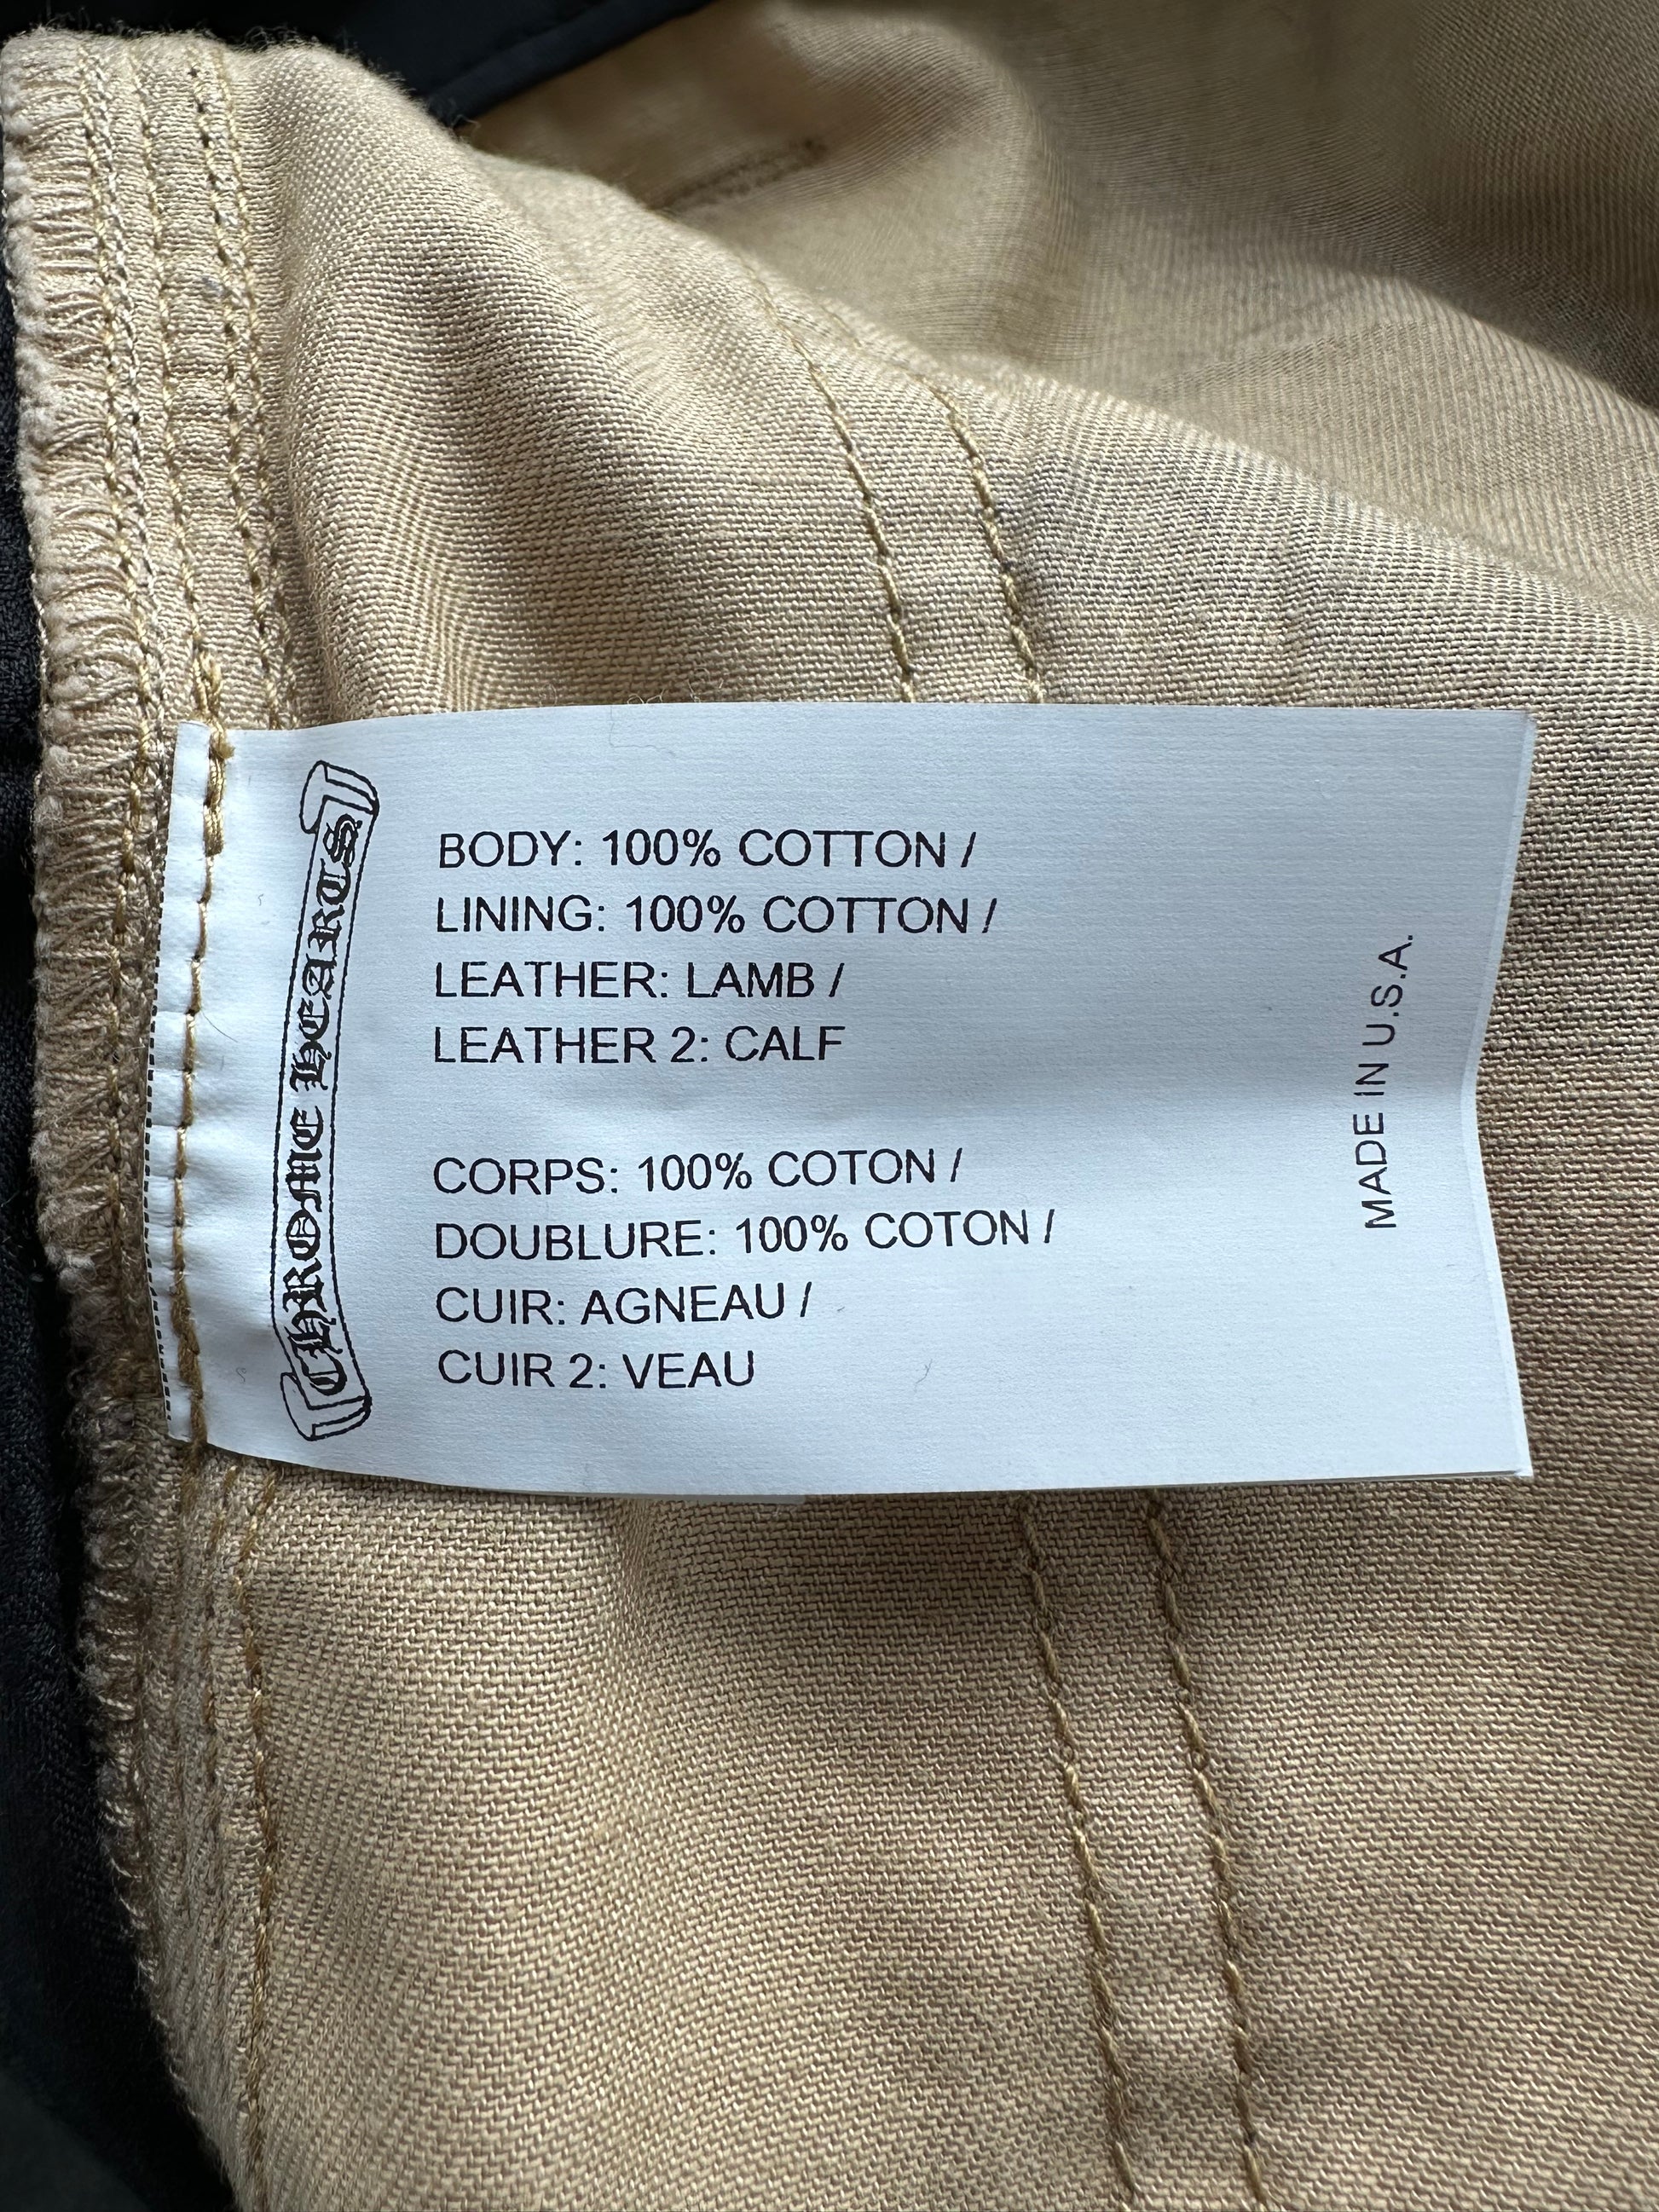 CHROME HEARTS
BODY: 100% COTTON /
LINING: 100% COTTON /
LEATHER: LAMB /
LEATHER 2: CALF
CORPS: 100% COTON /
DOUBLURE: 100% COTON /
CUIR: AGNEAU /
CUIR 2: VEAU
MADE IN U.S.A.